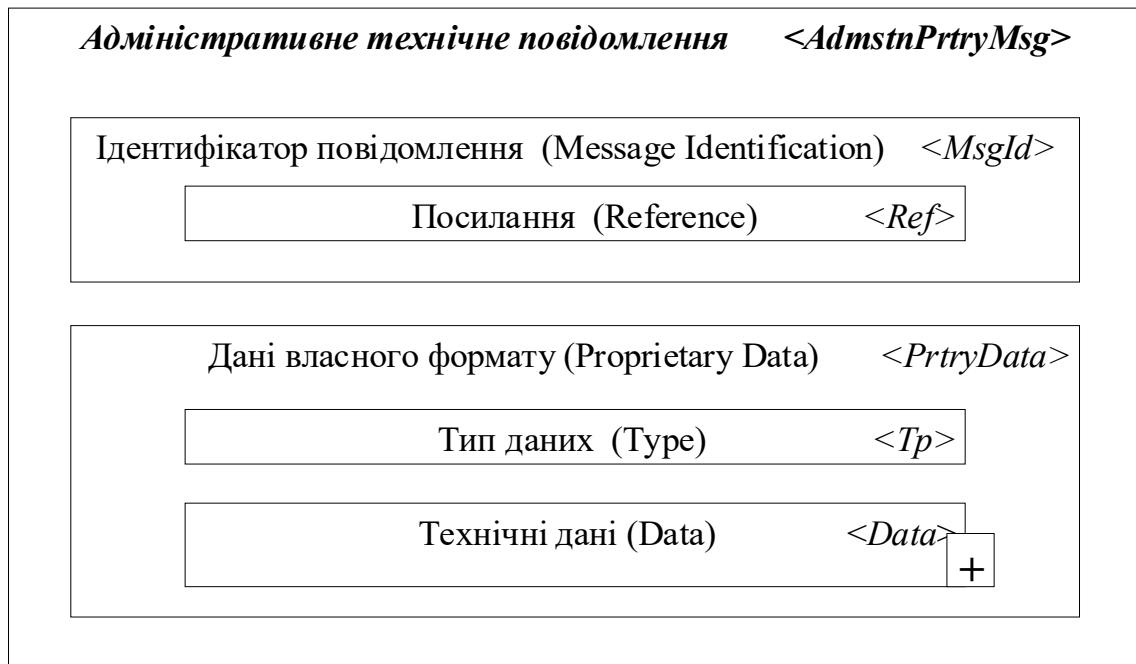 Адміністративне технічне повідомлення <AdmstnPrtryMsg>
Ідентифікатор повідомлення (Message Identification) <MsgId>
Посилання (Reference) <Ref>
Дані власного формату (Proprietary Data) <PrtryData>
Тип даних (Type) <Tp>
Технічні дані (Data) <Data>
+